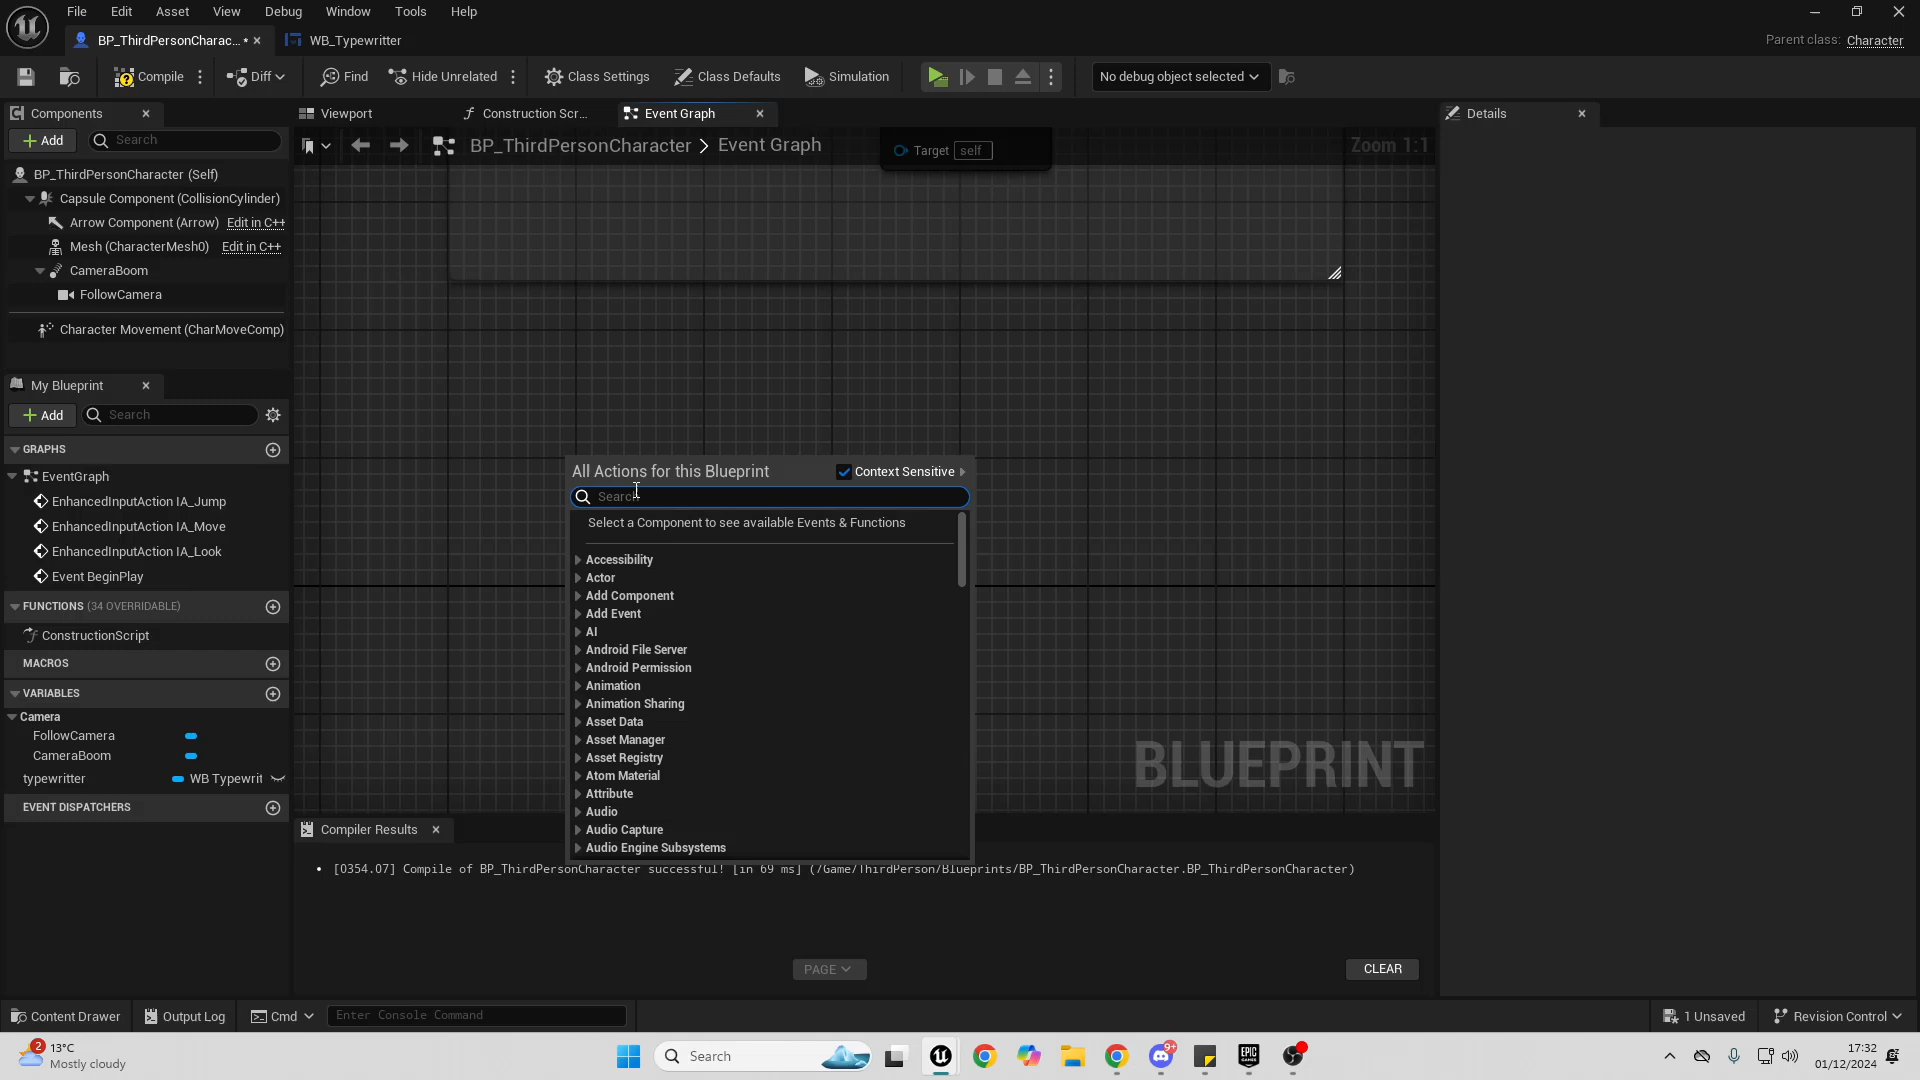 File Edit Asset View Debug Window Tools Help
BP_ThirdPersonCharac... • WB_Typewritter
Parent class: Character
Compile Diff Find Hide Unrelated Class Settings Class Defaults Simulation No debug object selected
Components Viewport Construction Scr... Event Graph Details
Add Search
BP_ThirdPersonCharacter > Event Graph Zoom 1:1
Target self
BP_ThirdPersonCharacter (Self)
Capsule Component (CollisionCylinder)
Arrow Component (Arrow) Edit in C++
Mesh (CharacterMesh0) Edit in C++
CameraBoom
FollowCamera
Character Movement (CharMoveComp)
My Blueprint
Add Search
GRAPHS
EventGraph
EnhancedInputAction IA_Jump
EnhancedInputAction IA_Move
EnhancedInputAction IA_Look
Event BeginPlay
FUNCTIONS (34 OVERRIDABLE)
ConstructionScript
MACROS
VARIABLES
Camera
FollowCamera
CameraBoom
typewritter WB Typewrit
EVENT DISPATCHERS
All Actions for this Blueprint Context Sensitive
Search
Select a Component to see available Events & Functions
Accessibility
Actor
Add Component
Add Event
AI
Android File Server
Android Permission
Animation
Animation Sharing
Asset Data
Asset Manager
Asset Registry
Atom Material
Attribute
Audio
Audio Capture
Audio Engine Subsystems
BLUEPRINT
Compiler Results
• [0354.07] Compile of BP_ThirdPersonCharacter successful! [in 69 ms] (/Game/ThirdPerson/Blueprints/BP_ThirdPersonCharacter.BP_ThirdPersonCharacter)
PAGE CLEAR
Content Drawer Output Log Cmd Enter Console Command 1 Unsaved Revision Control
2 13°C
Mostly cloudy
Search
9+
EPIC GAMES
17:32
01/12/2024